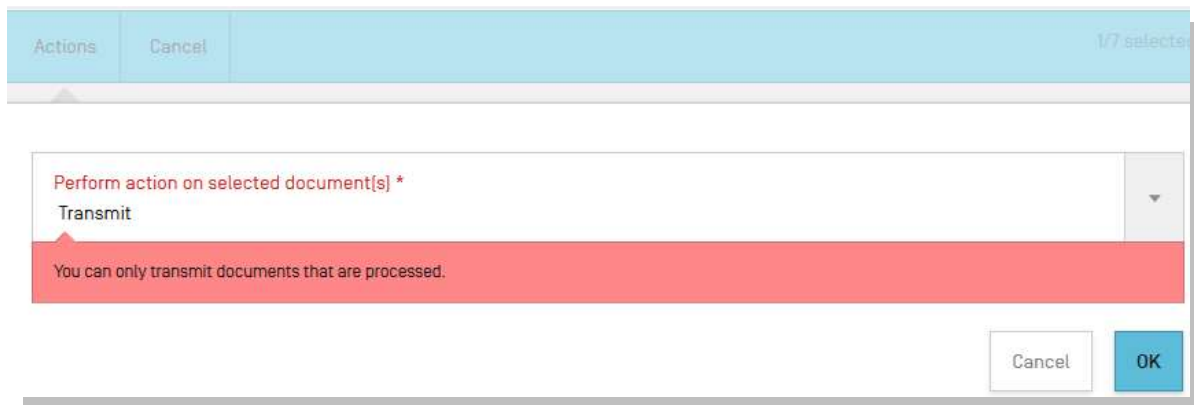 Actions Cancel 1/7 selected
Perform action on selected document(s) *
Transmit
You can only transmit documents that are processed.
Cancel OK